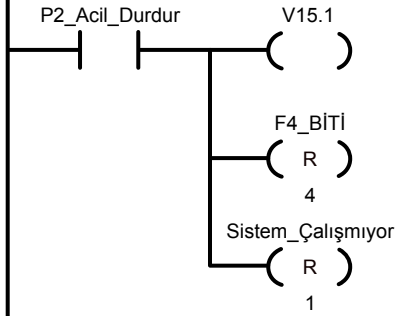 P2_Acil_Durdur
V15.1
F4_BİTİ
R
4
Sistem_Çalışmıyor
R
1